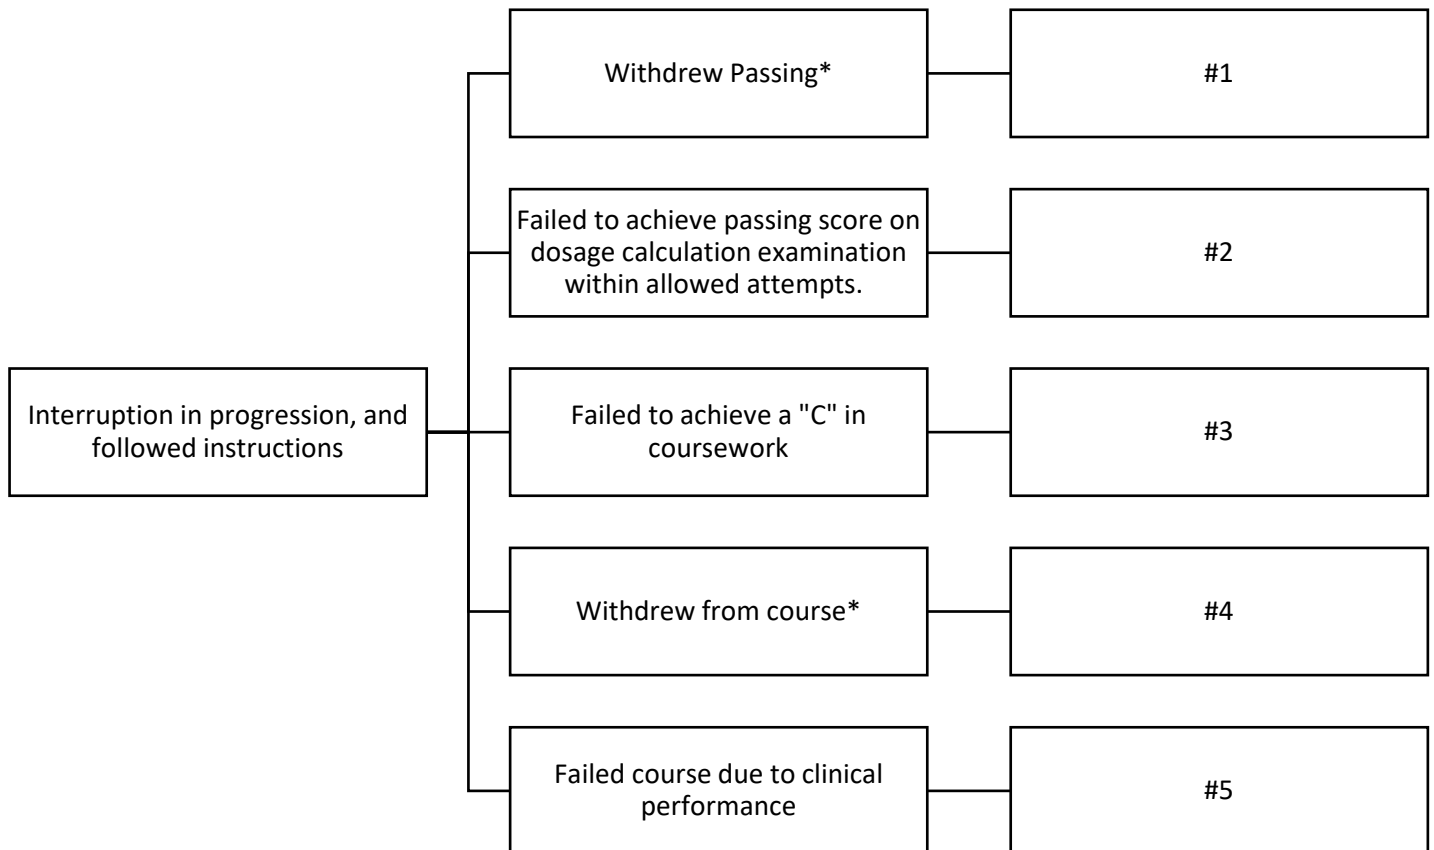 Withdrew Passing*
#1
Failed to achieve passing score on
dosage calculation examination
within allowed attempts.
#2
Interruption in progression, and
followed instructions
Failed to achieve a "C" in
coursework
#3
Withdrew from course*
#4
Failed course due to clinical
performance
#5